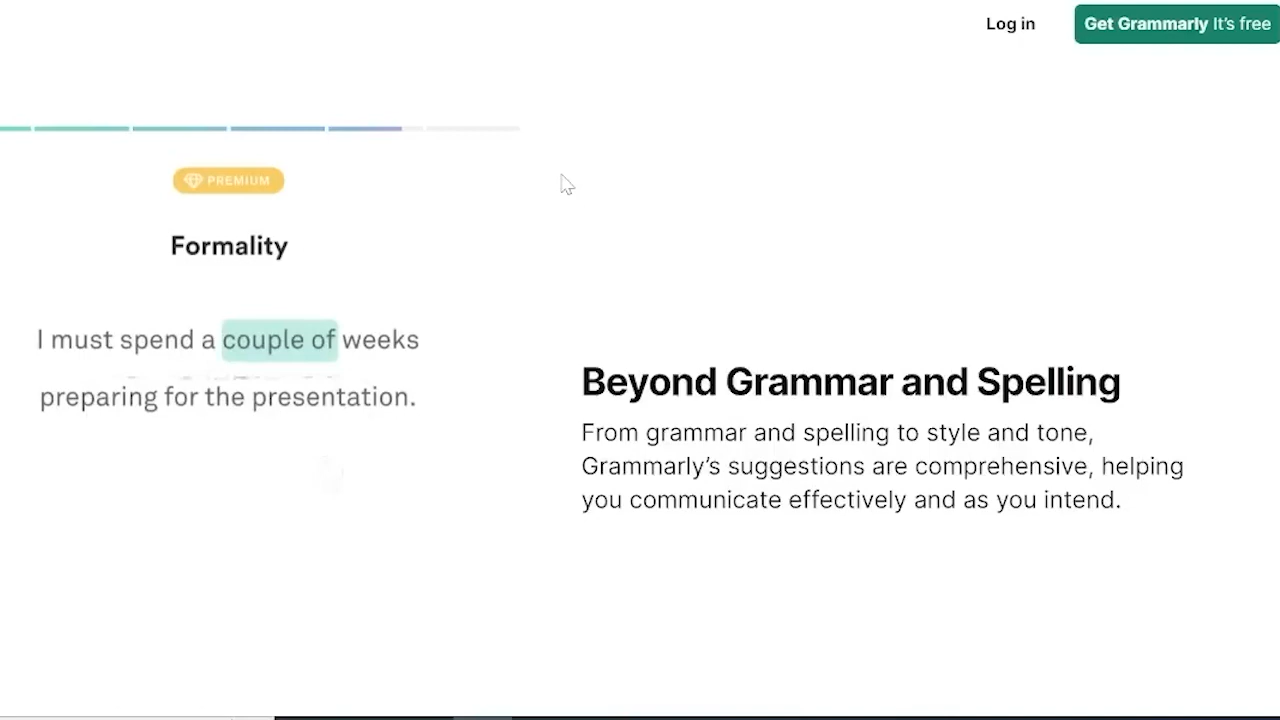 Log in
Get Grammarly It's free
PREMIUM
Formality
I must spend a couple of weeks
preparing for the presentation.
Beyond Grammar and Spelling
From grammar and spelling to style and tone,
Grammarly's suggestions are comprehensive, helping
you communicate effectively and as you intend.